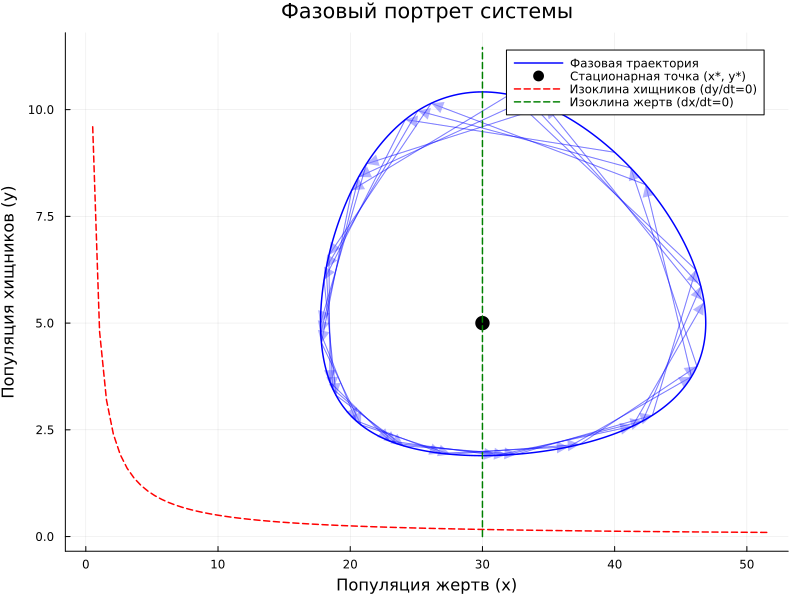 Фазовый портрет системы
Фазовая траектория
Стационарная точка (x*, y*)
Изоклина хищников (dy/dt=0)
Изоклина жертв (dx/dt=0)
Популяция хищников (y)
10.0
7.5
5.0
2.5
0.0
0 10 20 30 40 50
Популяция жертв (x)